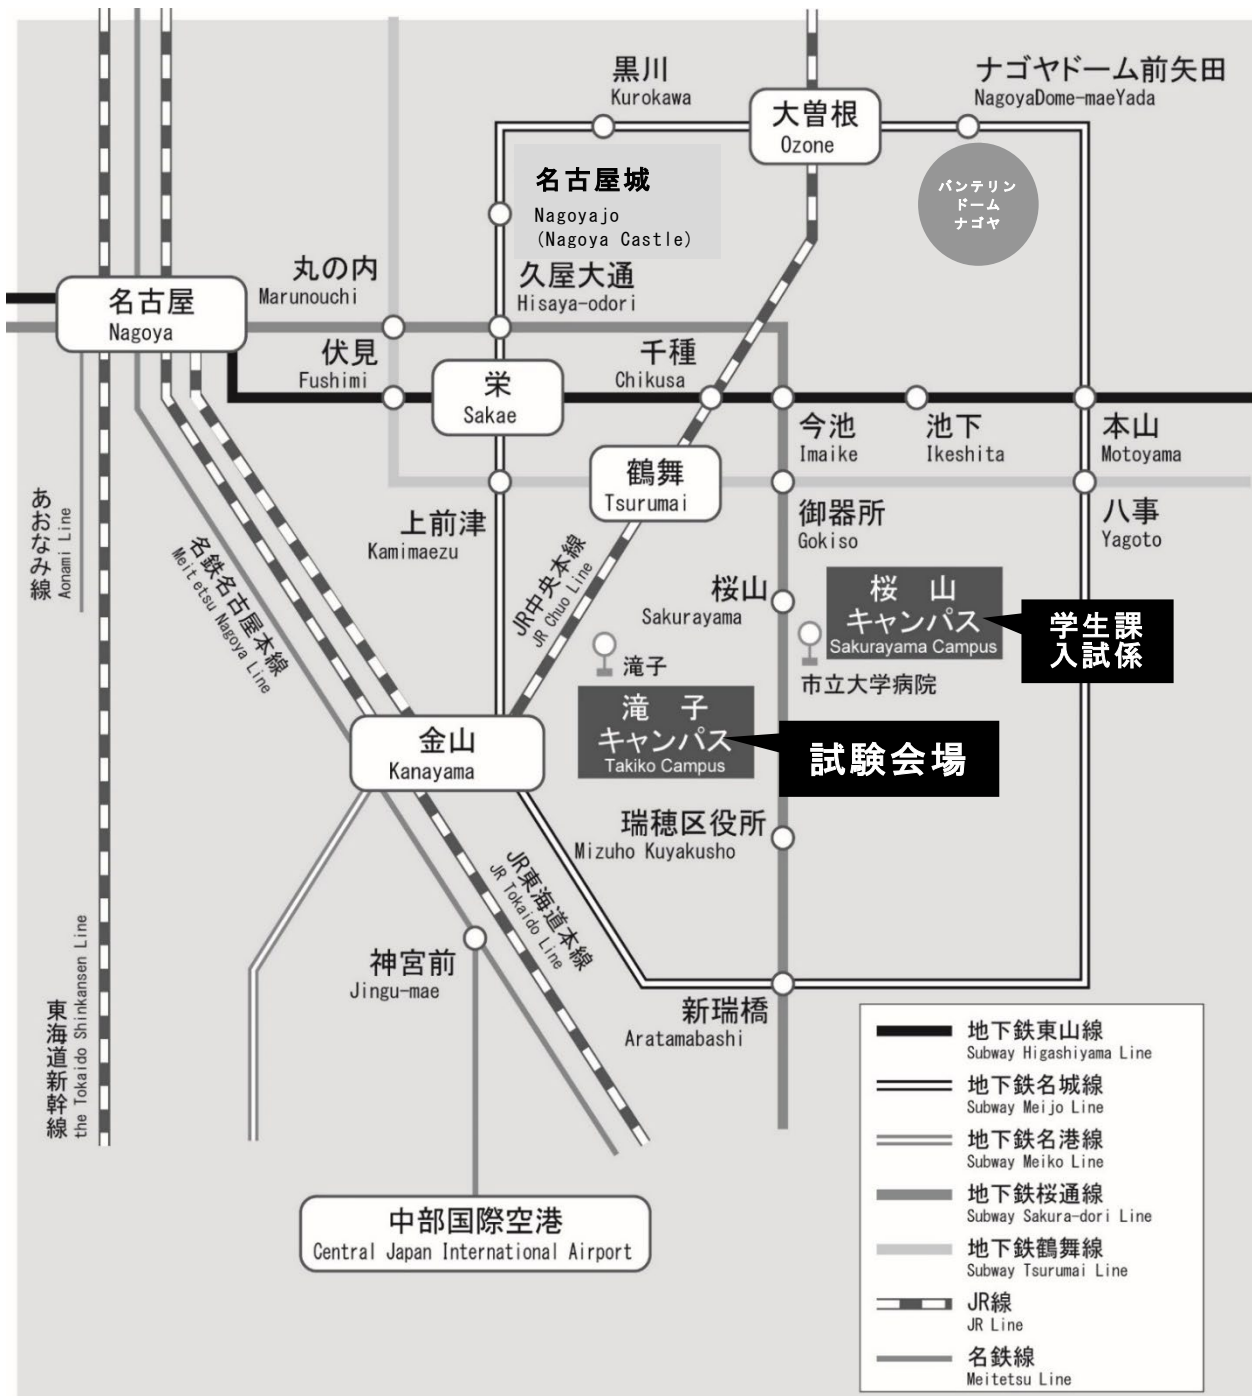 黒川
Kurokawa
大曽根
Ozone
ナゴヤドーム前矢田
NagoyaDome-maeYada
名古屋城
Nagoyajo
(Nagoya Castle)
バンテリン
ドーム
ナゴヤ
丸の内
Marunouchi
久屋大通
Hisaya-odori
名古屋
Nagoya
伏見
Fushimi
栄
Sakae
千種
Chikusa
今池
Imaike
池下
Ikeshita
本山
Motoyama
鶴舞
Tsurumai
上前津
Kamimaezu
御器所
Gokiso
八事
Yagoto
あおなみ線
Aonami Line
名鉄名古屋本線
Meitetsu Nagoya Line
JR中央本線
JR Chuo Line
桜山
Sakurayama
桜 山
キャンパス
Sakurayama Campus
学生課
入試係
滝子
市立大学病院
滝 子
キャンパス
Takiko Campus
試験会場
金山
Kanayama
瑞穂区役所
Mizuho Kuyakusho
JR東海道本線
JR Tokaido Line
神宮前
Jingu-mae
新瑞橋
Aratamabashi
東海道新幹線
the Tokaido Shinkansen Line
中部国際空港
Central Japan International Airport
地下鉄東山線
Subway Higashiyama Line
地下鉄名城線
Subway Meijo Line
地下鉄名港線
Subway Meiko Line
地下鉄桜通線
Subway Sakura-dori Line
地下鉄鶴舞線
Subway Tsurumai Line
JR線
JR Line
名鉄線
Meitetsu Line